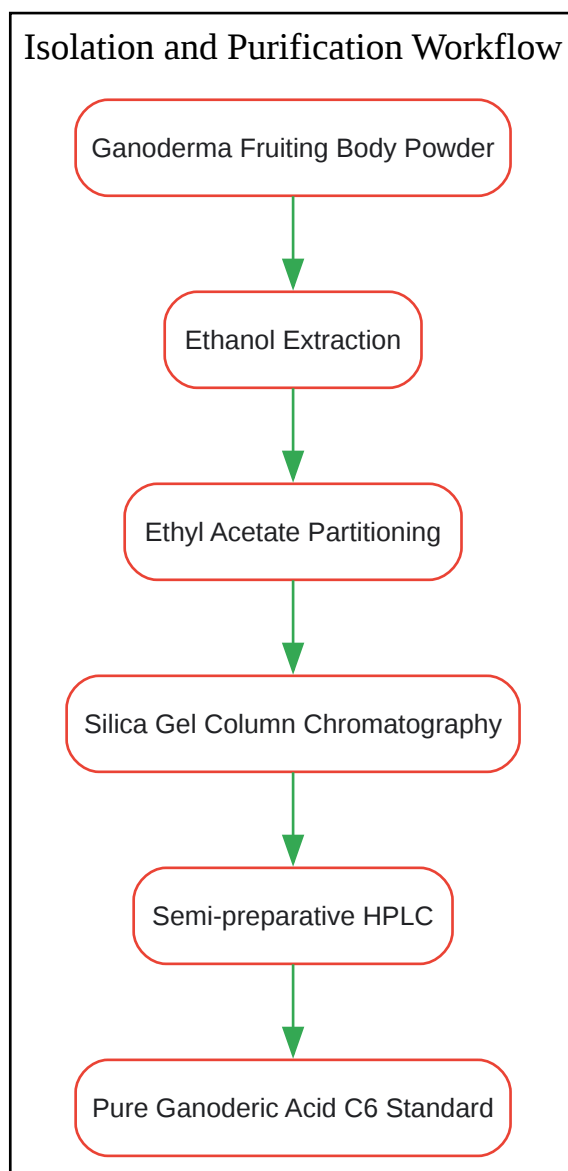 Isolation and Purification Workflow
Ganoderma Fruiting Body Powder
Ethanol Extraction
Ethyl Acetate Partitioning
Silica Gel Column Chromatography
Semi-preparative HPLC
Pure Ganoderic Acid C6 Standard